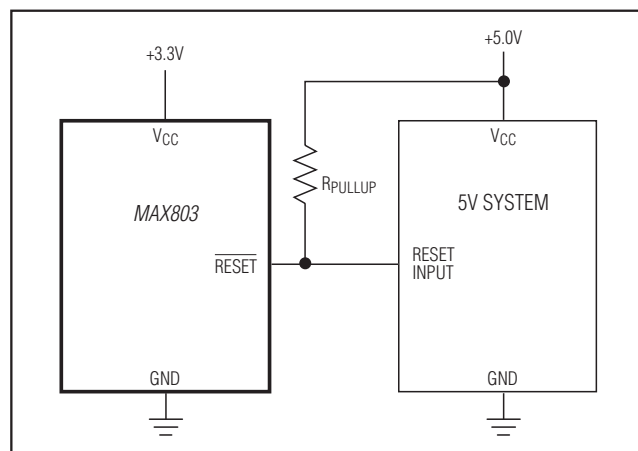 +3.3V
+5.0V
VCC
VCC
RPULLUP
MAX803
5V SYSTEM
RESET
RESET
INPUT
GND
GND